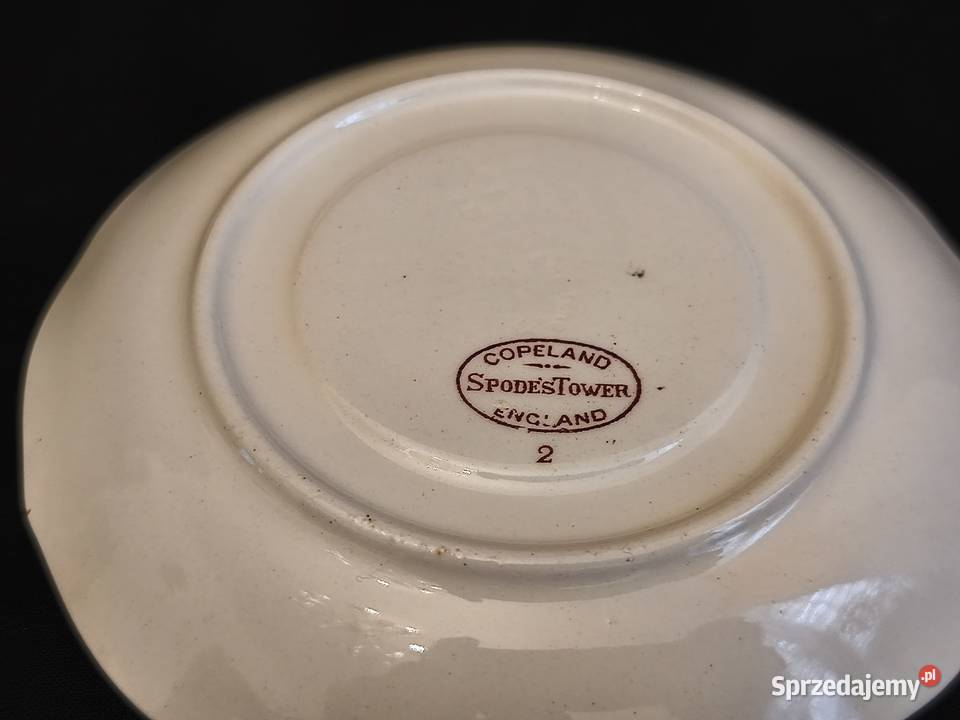 COPELAND
SPODE'S TOWER
ENGLAND
2
Sprzedajemy.pl